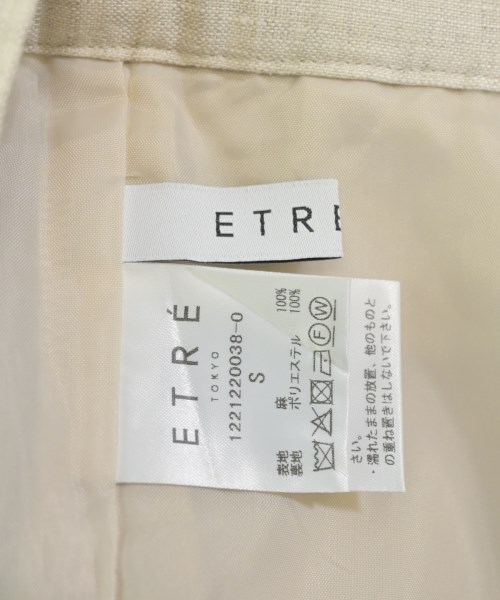 ETRÉ
ETRÉ
TOKYO
1221220038-0
S
表地 麻 100%
裏地 ポリエステル 100%
F W
さい。
・濡れたままの放置、他のものと
の重ね置きはしないで下さい。